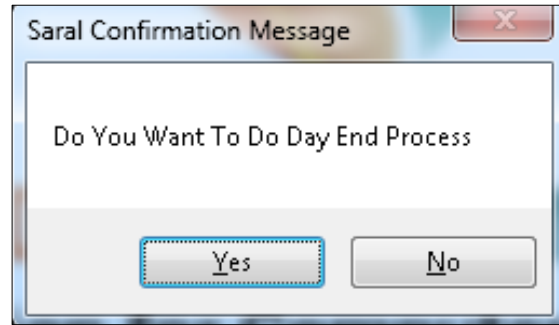 Saral Confirmation Message
Do You Want To Do Day End Process
Yes
No